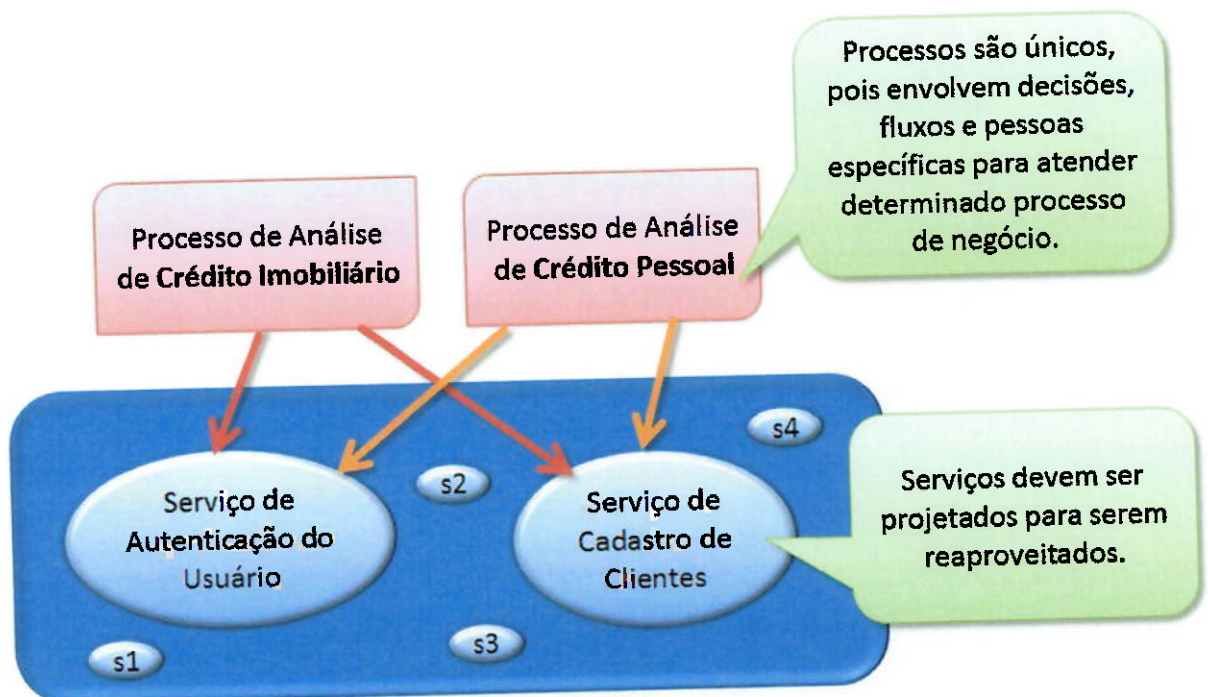 Processos são únicos,
pois envolvem decisões,
fluxos e pessoas
específicas para atender
determinado processo
de negócio.
Processo de Análise
de Crédito Imobiliário
Processo de Análise
de Crédito Pessoal
s4
s2
Serviço de
Autenticação do
Usuário
Serviço de
Cadastro de
Clientes
Serviços devem ser
projetados para serem
reaproveitados.
s1
s3